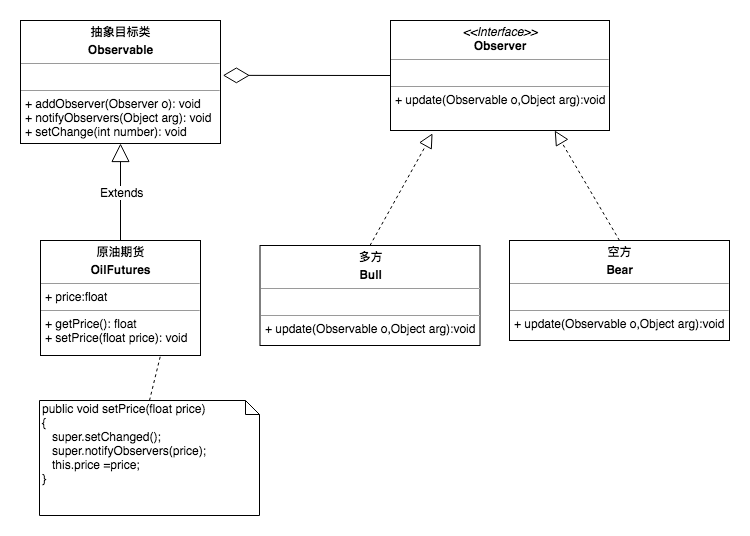 抽象目标类
Observable
+ addObserver(Observer o): void
+ notifyObservers(Object arg): void
+ setChange(int number): void
<<Interface>>
Observer
+ update(Observable o,Object arg):void
Extends
原油期货
OilFutures
+ price:float
+ getPrice(): float
+ setPrice(float price): void
多方
Bull
+ update(Observable o,Object arg):void
空方
Bear
+ update(Observable o,Object arg):void
public void setPrice(float price)
{
super.setChanged();
super.notifyObservers(price);
this.price =price;
}